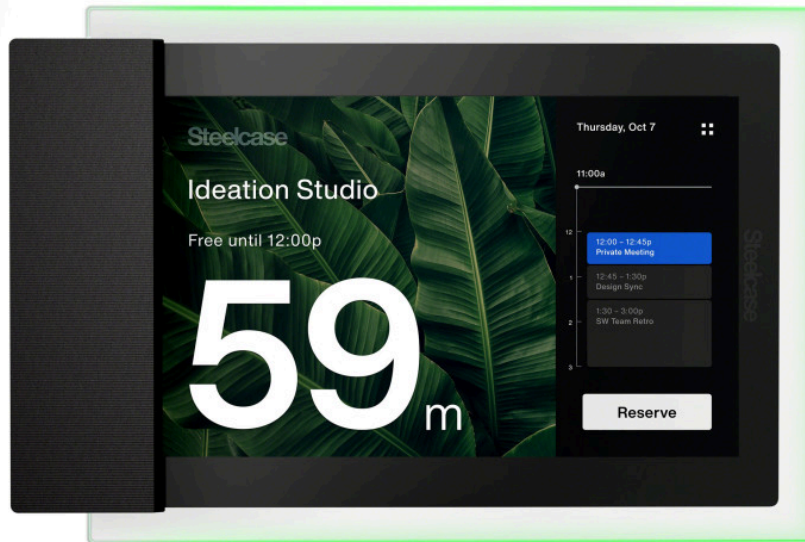 Steelcase
Ideation Studio
Free until 12:00p
59m
Thursday, Oct 7
11:00a
12
12:00 – 12:45p
Private Meeting
1
12:45 – 1:30p
Design Sync
2
1:30 – 3:00p
SW Team Retro
3
Reserve
Steelcase